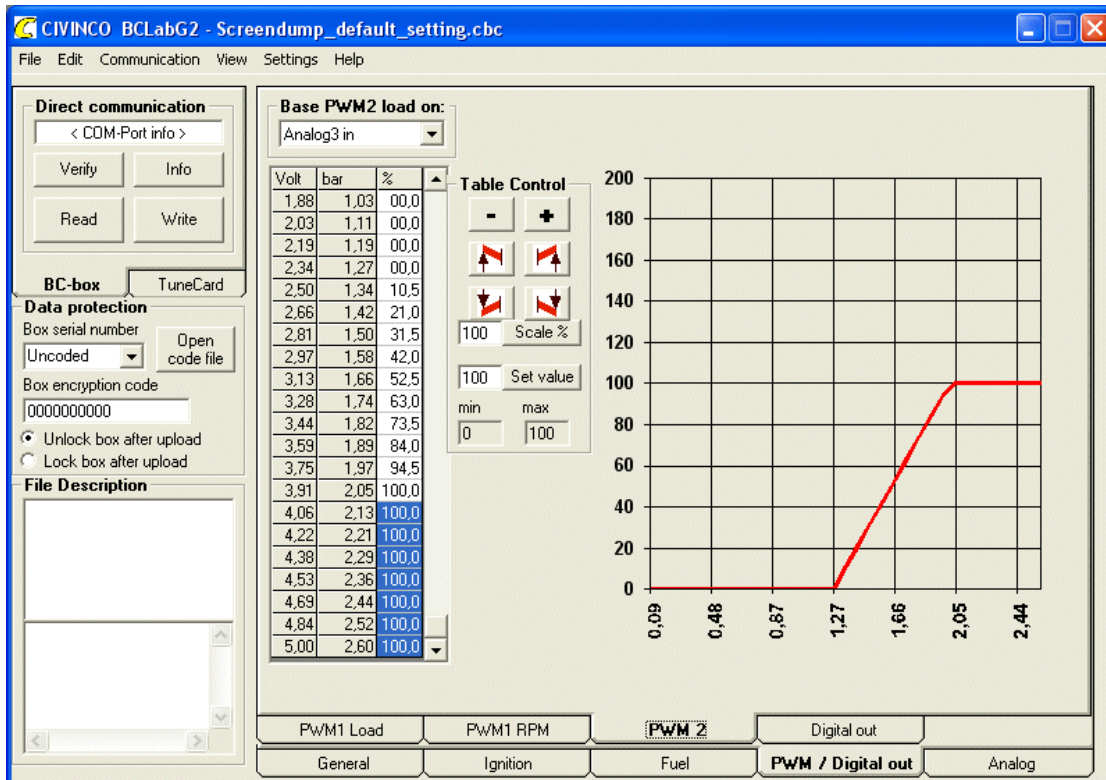 CIVINCO BCLabG2 - Screendump_default_setting.cbc
File Edit Communication View Settings Help
Direct communication
< COM-Port info >
Verify Info
Read Write
BC-box TuneCard
Data protection
Box serial number
Uncoded
Open code file
Box encryption code
0000000000
Unlock box after upload
Lock box after upload
File Description
Base PWM2 load on:
Analog3 in
Volt bar %
1,88 1,03 00,0
2,03 1,11 00,0
2,19 1,19 00,0
2,34 1,27 00,0
2,50 1,34 10,5
2,66 1,42 21,0
2,81 1,50 31,5
2,97 1,58 42,0
3,13 1,66 52,5
3,28 1,74 63,0
3,44 1,82 73,5
3,59 1,89 84,0
3,75 1,97 94,5
3,91 2,05 100,0
4,06 2,13 100,0
4,22 2,21 100,0
4,38 2,29 100,0
4,53 2,36 100,0
4,69 2,44 100,0
4,84 2,52 100,0
5,00 2,60 100,0
Table Control
- +
100 Scale %
100 Set value
min max
0 100
200
180
160
140
120
100
80
60
40
20
0
0,09 0,48 0,87 1,27 1,66 2,05 2,44
PWM1 Load PWM1 RPM PWM 2 Digital out
General Ignition Fuel PWM / Digital out Analog